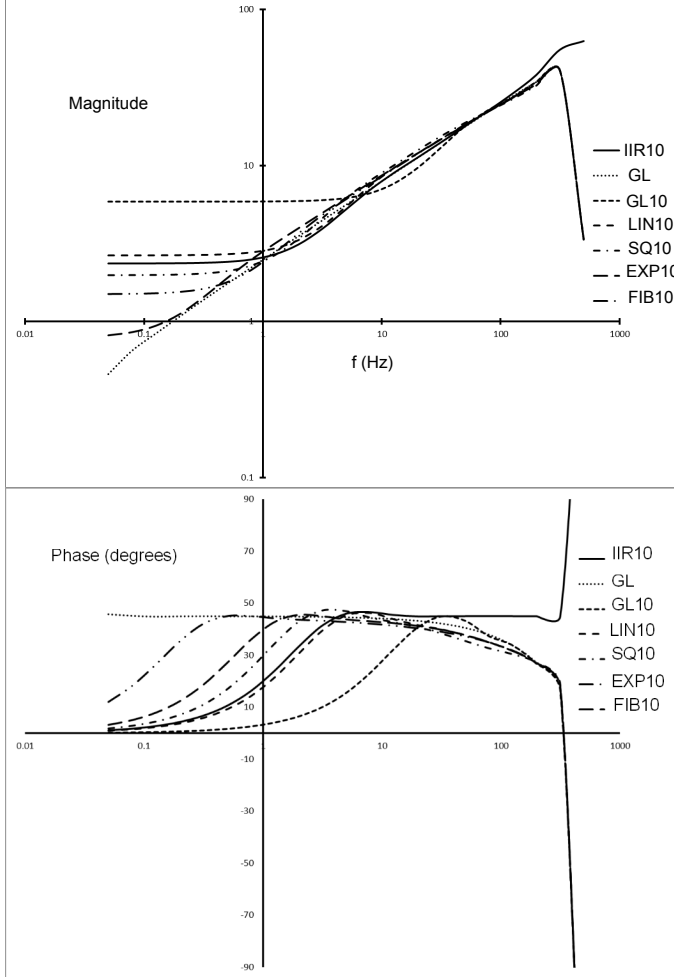 100
Magnitude
10
IIR10
GL
GL10
LIN10
SQ10
EXP10
FIB10
0.01 0.1 1 10 100 1000
f (Hz)
0.1
90
Phase (degrees)
70
50
30
10
IIR10
GL
GL10
LIN10
SQ10
EXP10
FIB10
0.01 0.1 1 10 100 1000
-10
-30
-50
-70
-90